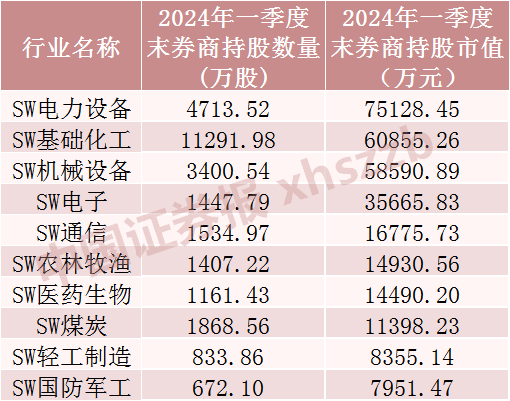 行业名称 2024年一季度末券商持股数量(万股) 2024年一季度末券商持股市值(万元)
SW电力设备 4713.52 75128.45
SW基础化工 11291.98 60855.26
SW机械设备 3400.54 58590.89
SW电子 1447.79 35665.83
SW通信 1534.97 16775.73
SW农林牧渔 1407.22 14930.56
SW医药生物 1161.43 14490.20
SW煤炭 1868.56 11398.23
SW轻工制造 833.86 8355.14
SW国防军工 672.10 7951.47
中国证券报 xhszzb